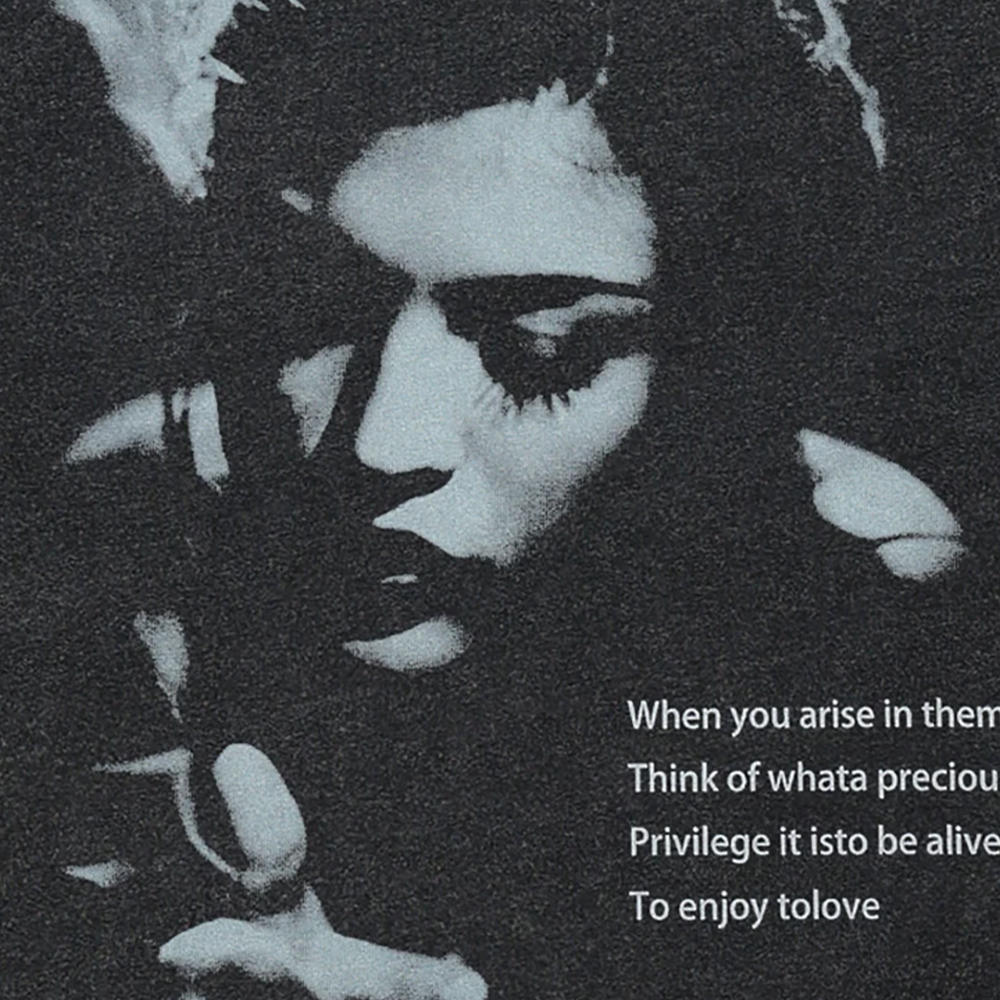 When you arise in them
Think of whata preciou
Privilege it isto be alive
To enjoy tolove